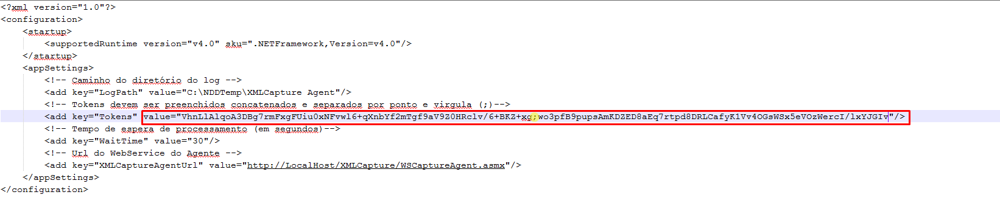 <?xml version="1.0"?>
<configuration>
    <startup>
        <supportedRuntime version="v4.0" sku=".NETFramework,Version=v4.0"/>
    </startup>
    <appSettings>
        <!-- Caminho do diretório do log -->
        <add key="LogPath" value="C:\NDDTemp\XMLCapture Agent"/>
        <!-- Tokens devem ser preenchidos concatenados e separados por ponto e virgula (;)-->
        <add key="Tokens" value="VhnLlAlqoA3DBg7rmFxgFUiu0xNFvwl6+qXnbYf2mTgf9aV9Z0HRclv/6+BKZ+xg;wo3pfB9pupsAmKDZED8aEq7rtpd8DRLCafyK1Vv4OGsWSx5eVOzWercI/lxYJGIv"/>
        <!-- Tempo de espera de processamento (em segundos)-->
        <add key="WaitTime" value="30"/>
        <!-- Url do WebService do Agente -->
        <add key="XMLCaptureAgentUrl" value="http://LocalHost/XMLCapture/WSCaptureAgent.asmx"/>
    </appSettings>
</configuration>